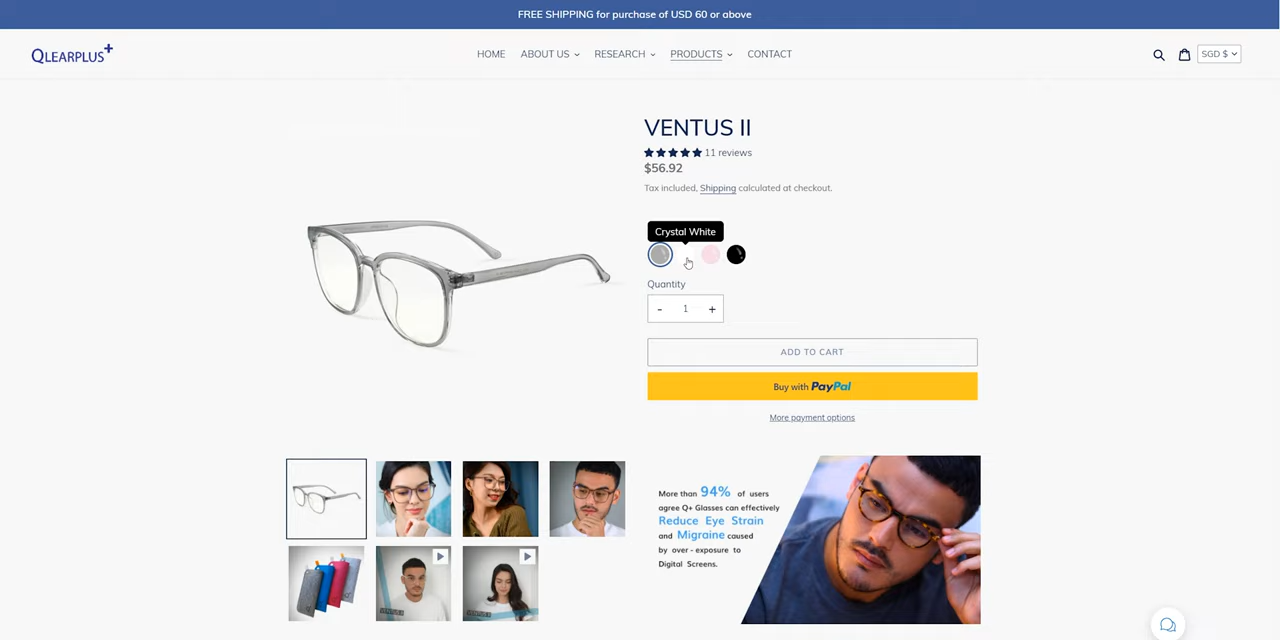 FREE SHIPPING for purchase of USD 60 or above
QLEARPLUS+
HOME
ABOUT US
RESEARCH
PRODUCTS
CONTACT
SGD $
VENTUS II
11 reviews
$56.92
Tax included, Shipping calculated at checkout.
Crystal White
Quantity
- 1 +
ADD TO CART
Buy with PayPal
More payment options
More than 94% of users
agree Q+ Glasses can effectively
Reduce Eye Strain
and Migraine caused
by over - exposure to
Digital Screens.